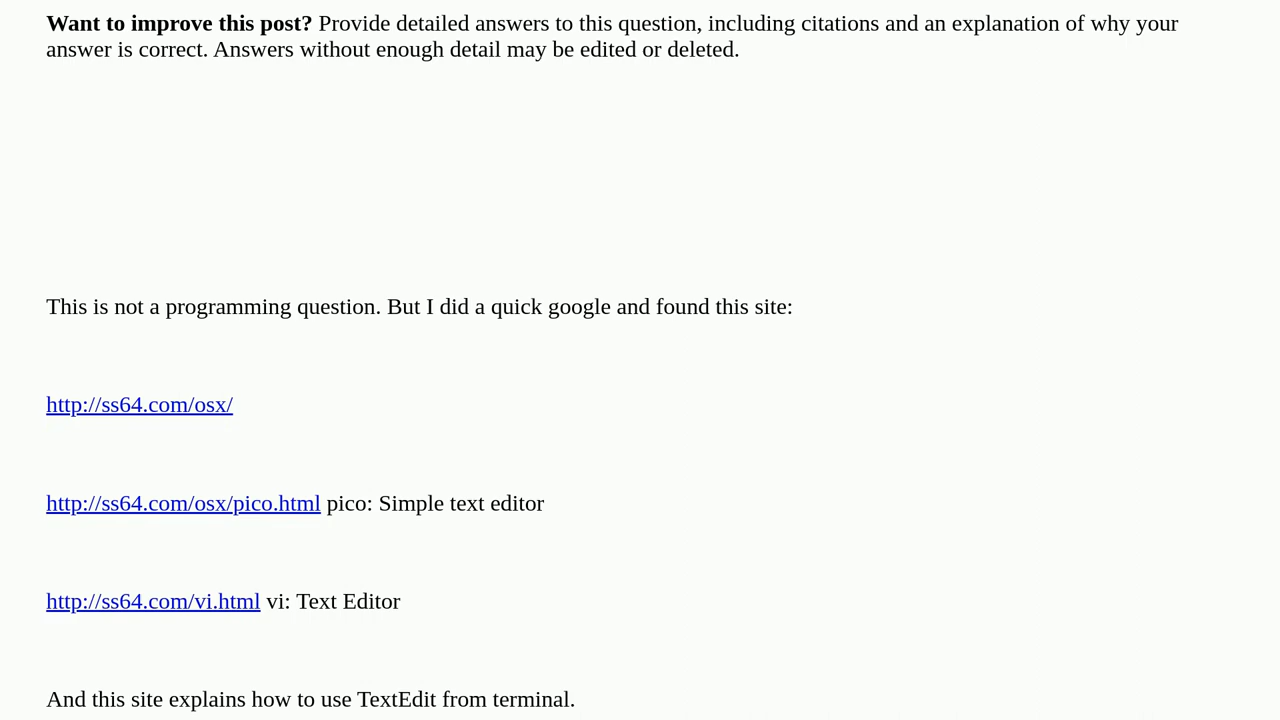 Want to improve this post? Provide detailed answers to this question, including citations and an explanation of why your
answer is correct. Answers without enough detail may be edited or deleted.
This is not a programming question. But I did a quick google and found this site:
http://ss64.com/osx/
http://ss64.com/osx/pico.html pico: Simple text editor
http://ss64.com/vi.html vi: Text Editor
And this site explains how to use TextEdit from terminal.